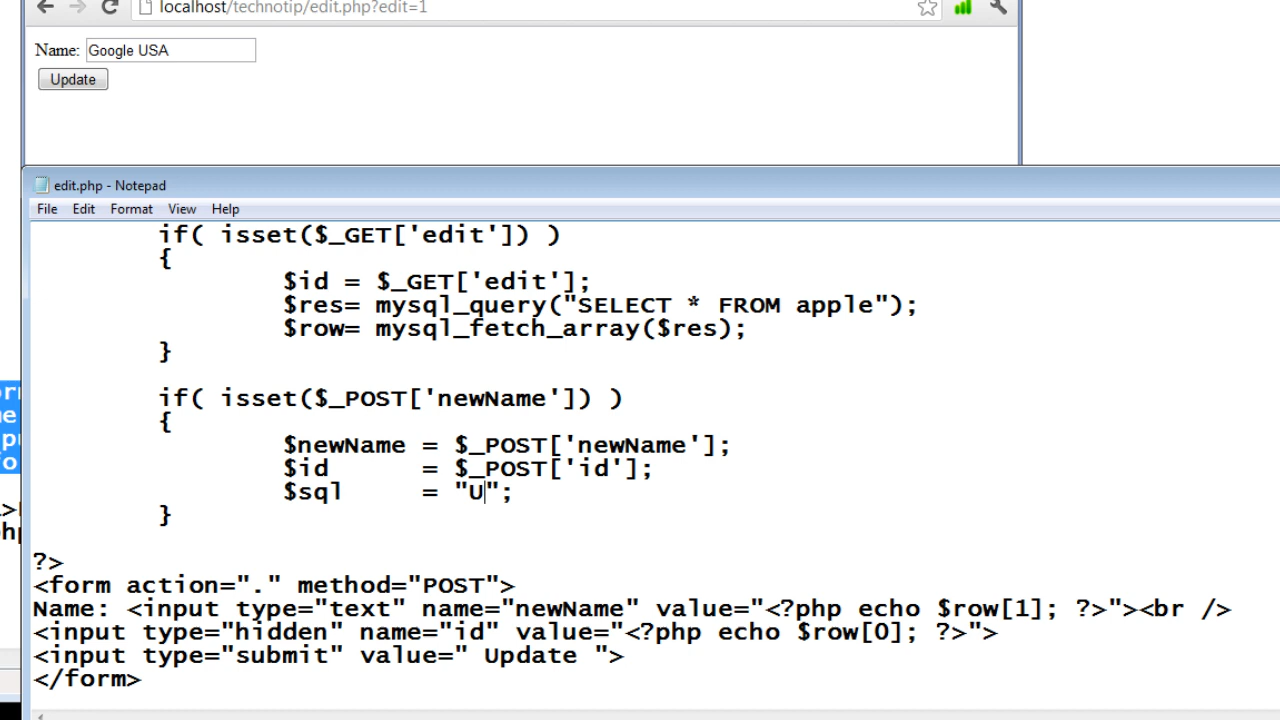 localhost/technotip/edit.php?edit=1
Name: Google USA
Update
edit.php - Notepad
File Edit Format View Help
if( isset($_GET['edit']) )
{
$id = $_GET['edit'];
$res= mysql_query("SELECT * FROM apple");
$row= mysql_fetch_array($res);
}
if( isset($_POST['newName']) )
{
$newName = $_POST['newName'];
$id = $_POST['id'];
$sql = "U";
}
?>
<form action="." method="POST">
Name: <input type="text" name="newName" value="<?php echo $row[1]; ?>"><br />
<input type="hidden" name="id" value="<?php echo $row[0]; ?>">
<input type="submit" value=" Update ">
</form>